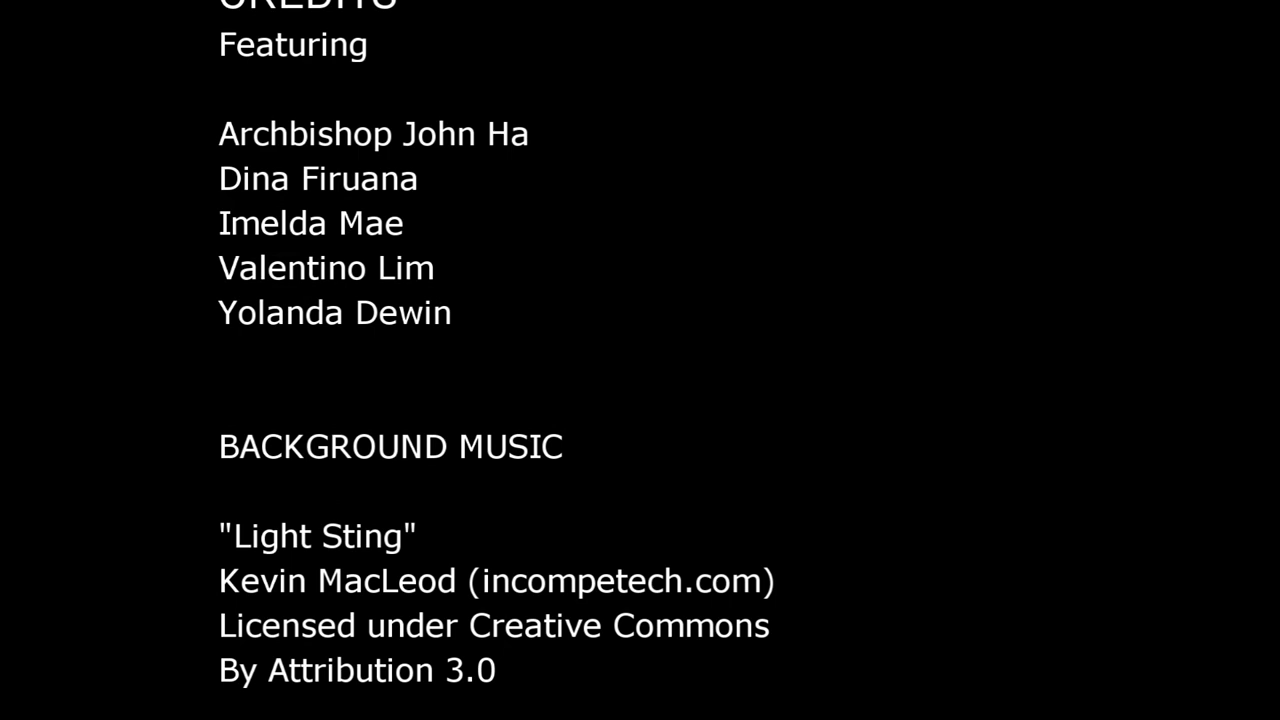 CREDITS
Featuring
Archbishop John Ha
Dina Firuana
Imelda Mae
Valentino Lim
Yolanda Dewin
BACKGROUND MUSIC
"Light Sting"
Kevin MacLeod (incompetech.com)
Licensed under Creative Commons
By Attribution 3.0